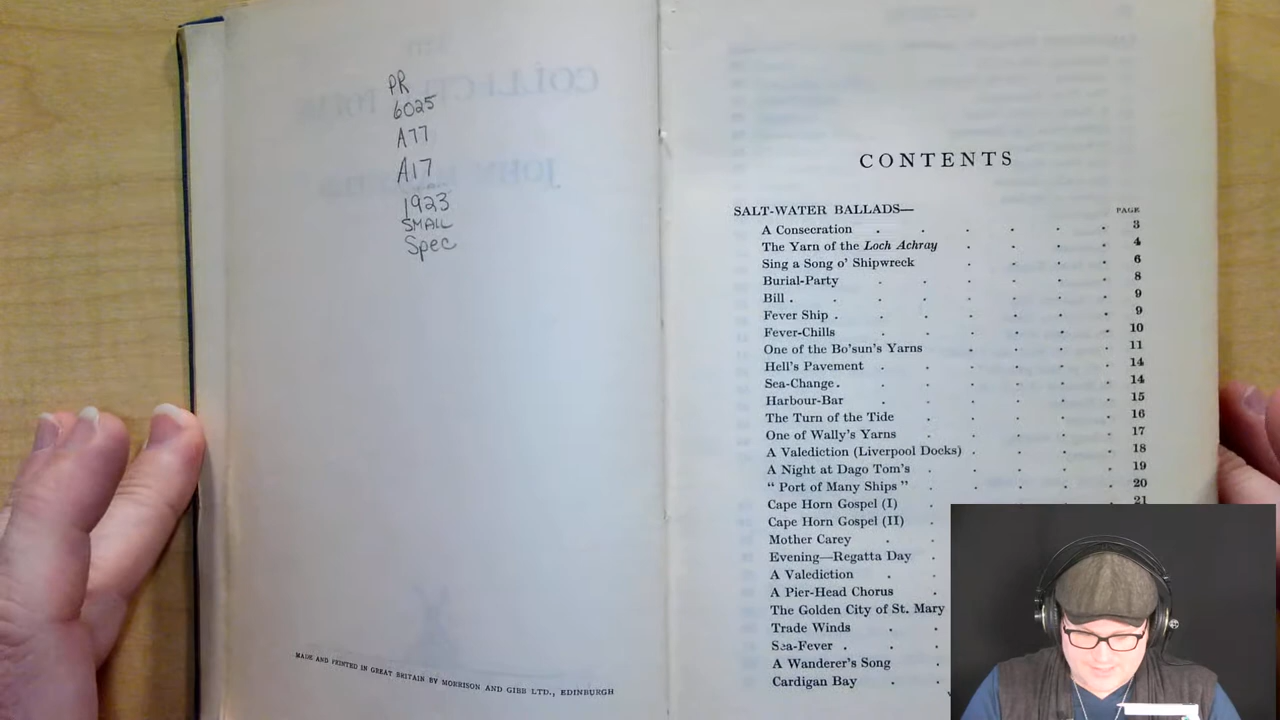 PR
6025
A77
A17
1923
SMALL
Spec
MADE AND PRINTED IN GREAT BRITAIN BY MORRISON AND GIBB LTD., EDINBURGH
CONTENTS
SALT-WATER BALLADS— PAGE
A Consecration . . . . . . 3
The Yarn of the Loch Achray . . . . 4
Sing a Song o' Shipwreck . . . . 6
Burial-Party . . . . . . 8
Bill . . . . . . . . 9
Fever Ship . . . . . . . 9
Fever-Chills . . . . . . 10
One of the Bo'sun's Yarns . . . . 11
Hell's Pavement . . . . . . 14
Sea-Change . . . . . . . 14
Harbour-Bar . . . . . . 15
The Turn of the Tide . . . . . 16
One of Wally's Yarns . . . . . 17
A Valediction (Liverpool Docks) . . . . 18
A Night at Dago Tom's . . . . . 19
“ Port of Many Ships ” . . . . . 20
Cape Horn Gospel (I) . . . . . 21
Cape Horn Gospel (II) .
Mother Carey . .
Evening—Regatta Day .
A Valediction . .
A Pier-Head Chorus .
The Golden City of St. Mary
Trade Winds . .
Sea-Fever . . .
A Wanderer's Song .
Cardigan Bay . .